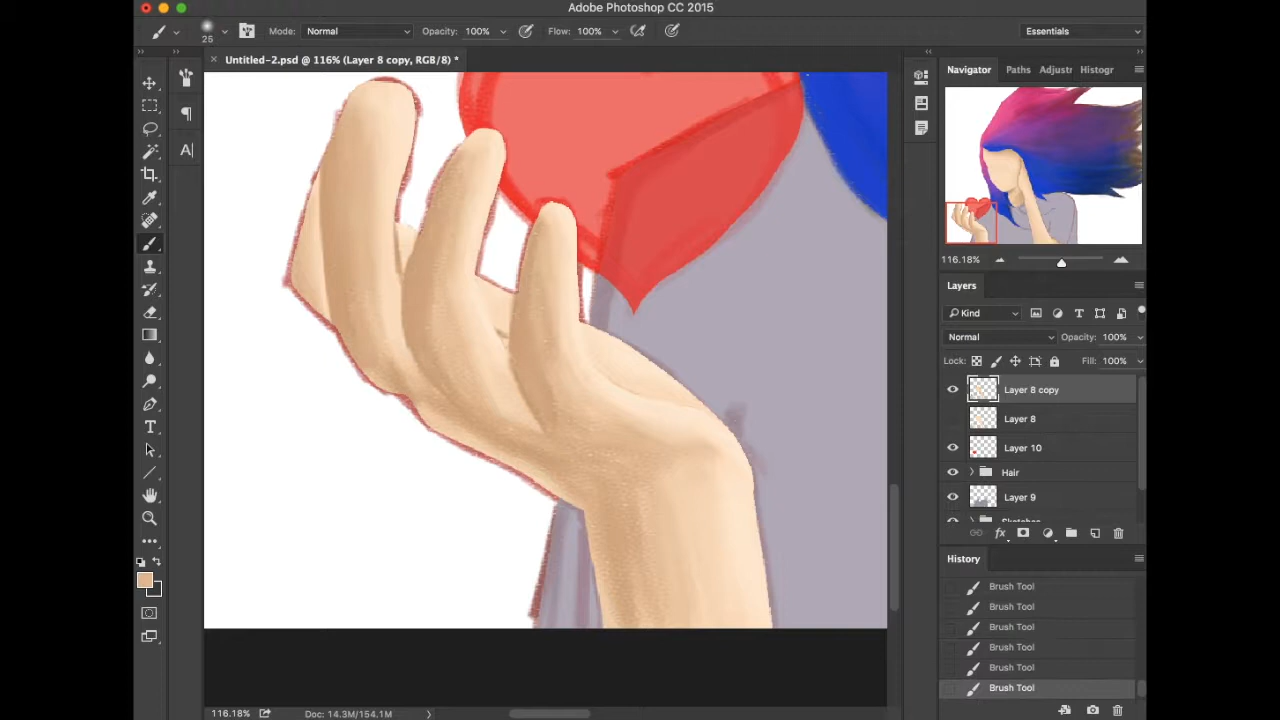 Adobe Photoshop CC 2015
25
Mode: Normal
Opacity: 100%
Flow: 100%
Essentials
Untitled-2.psd @ 116% (Layer 8 copy, RGB/8) *
Navigator Paths Adjustr Histogr
116.18%
Layers
Kind
Normal Opacity: 100%
Lock: Fill: 100%
Layer 8 copy
Layer 8
Layer 10
Hair
Layer 9
Sketches
History
Brush Tool
Brush Tool
Brush Tool
Brush Tool
Brush Tool
Brush Tool
116.18% Doc: 14.3M/154.1M